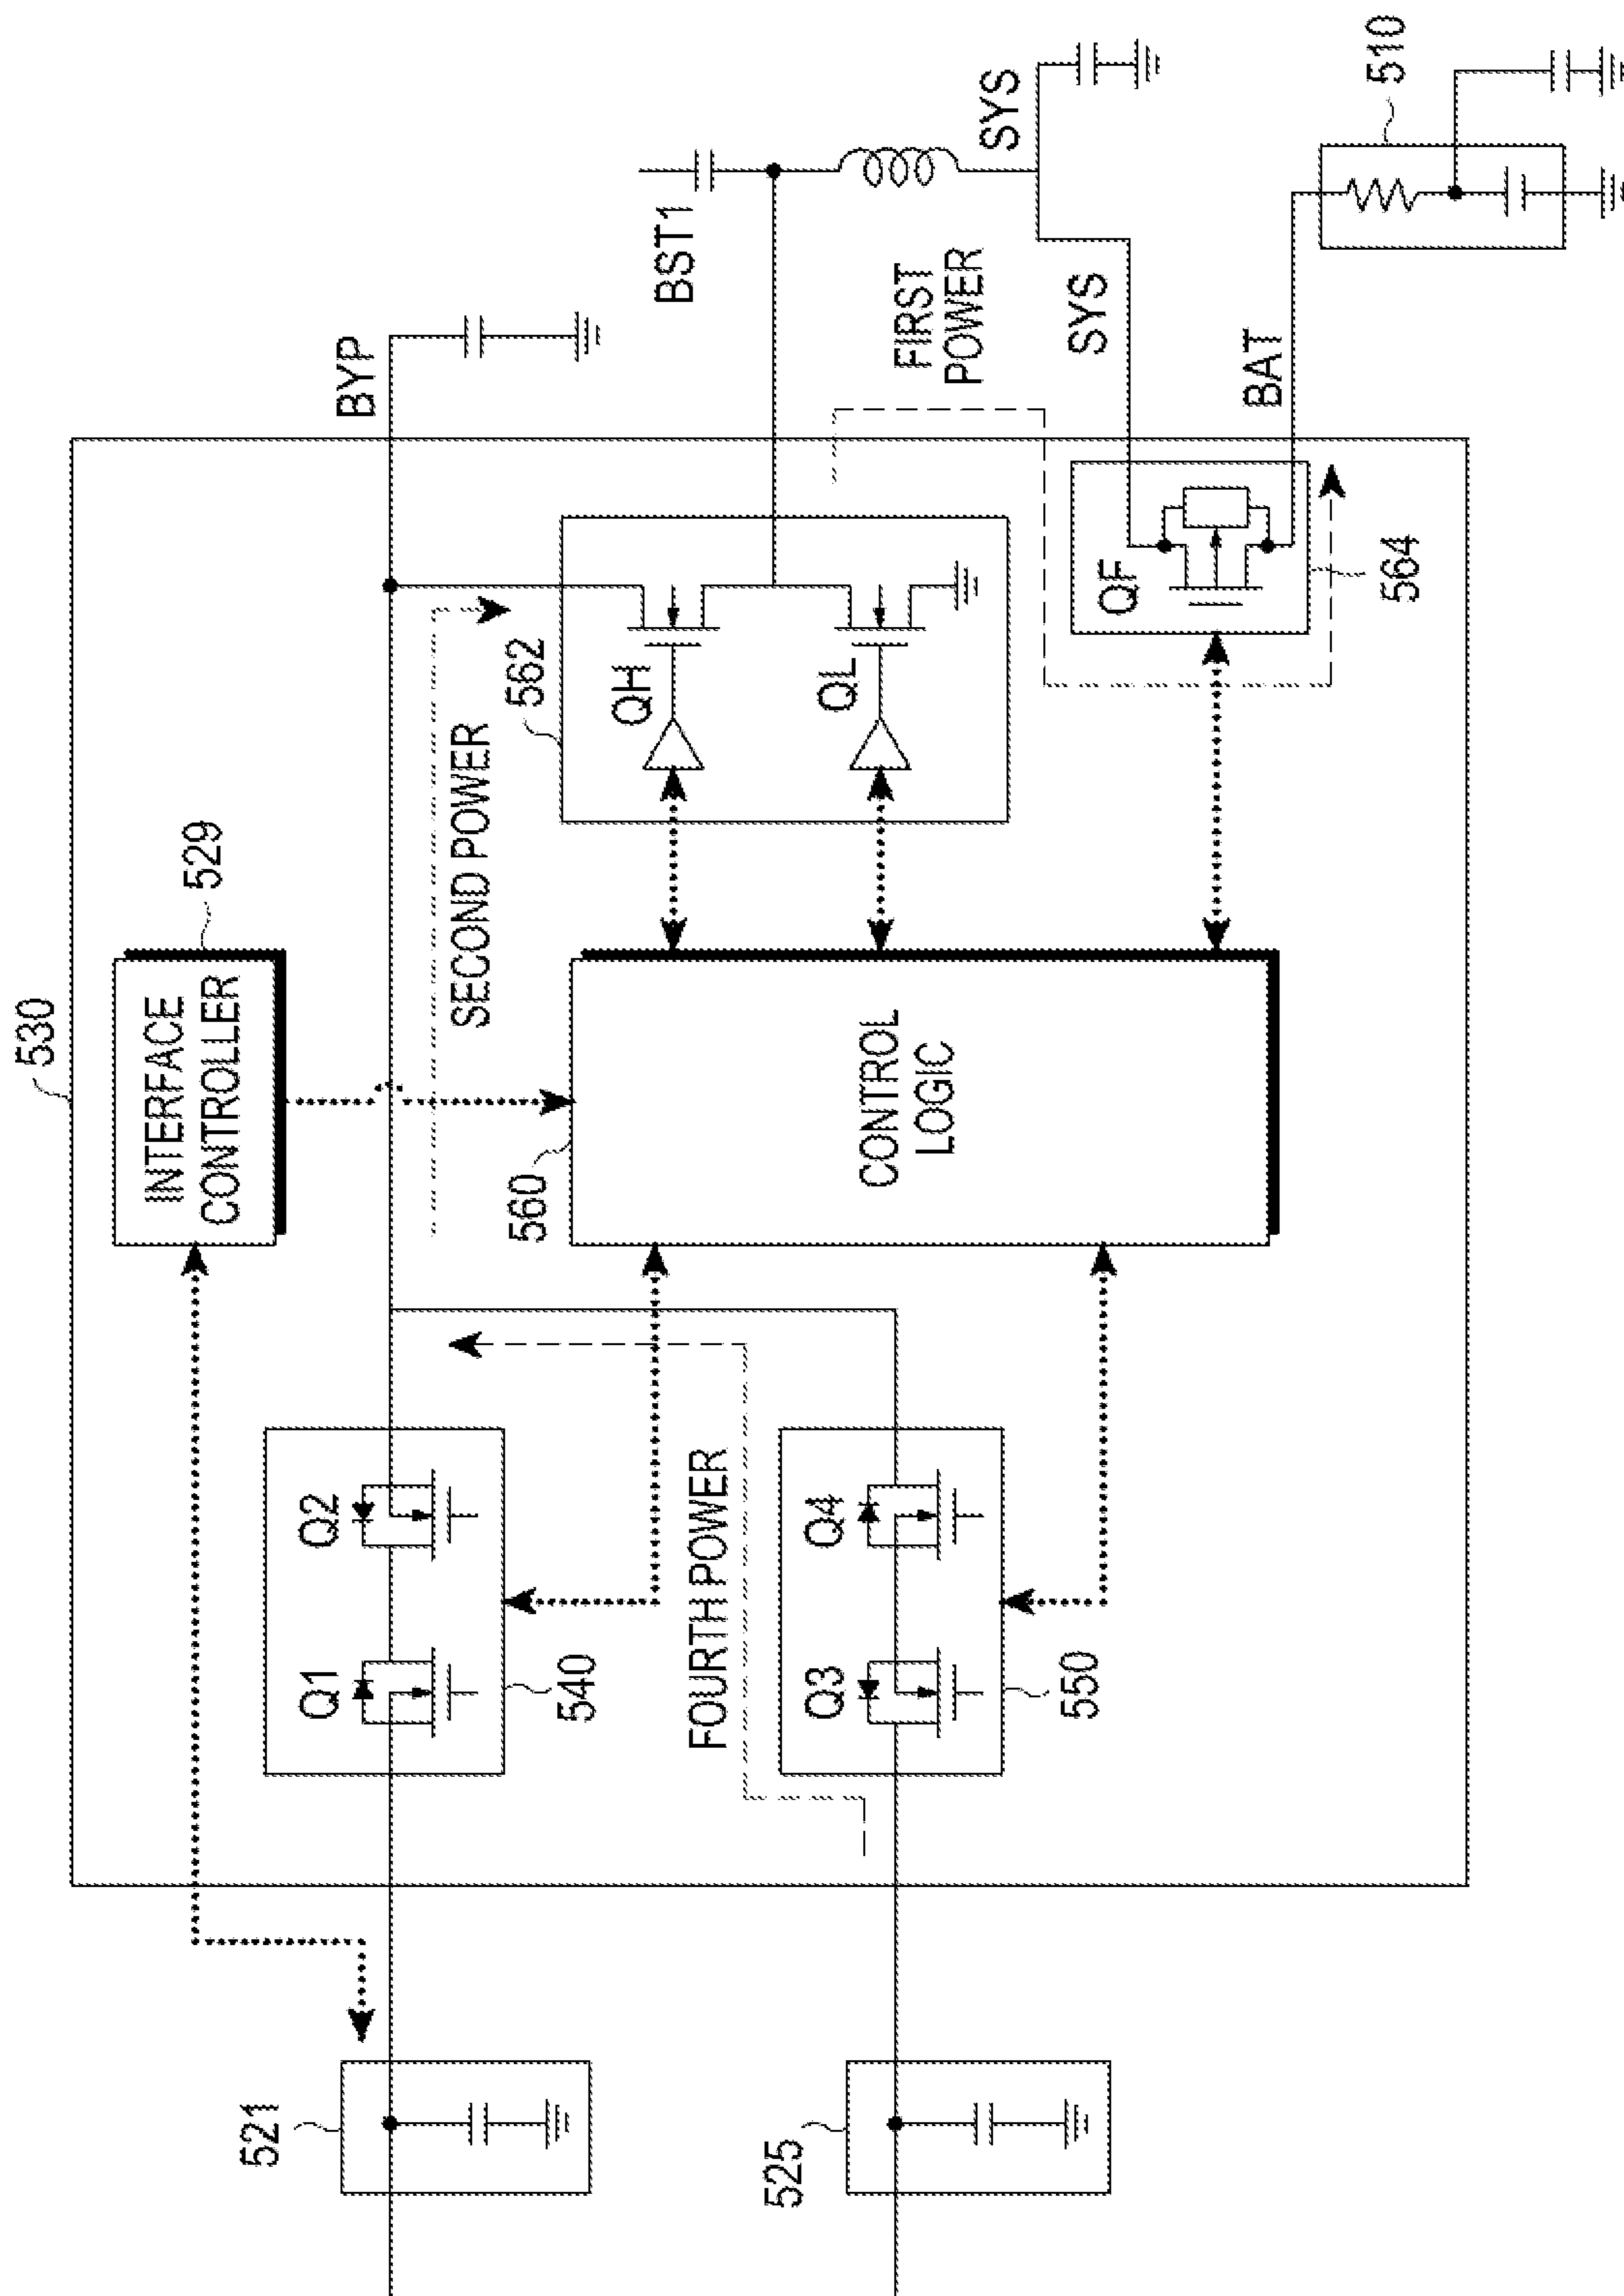 530
INTERFACE
CONTROLLER
529
BYP
521
Q1
Q2
540
SECOND POWER
562
QH
QL
BST1
FIRST
POWER
SYS
SYS
560
CONTROL
LOGIC
FOURTH POWER
525
Q3
Q4
550
QF
564
BAT
510